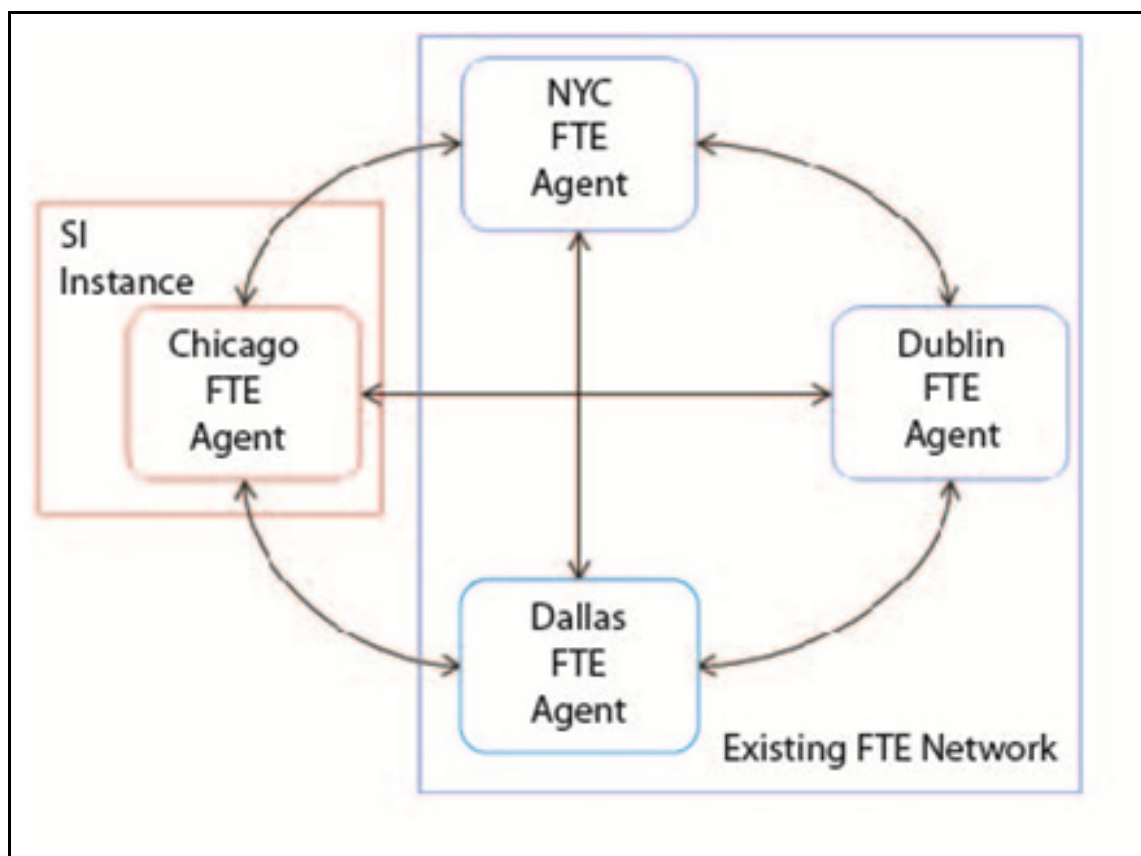 NYC
FTE
Agent
SI
Instance
Chicago
FTE
Agent
Dublin
FTE
Agent
Dallas
FTE
Agent
Existing FTE Network